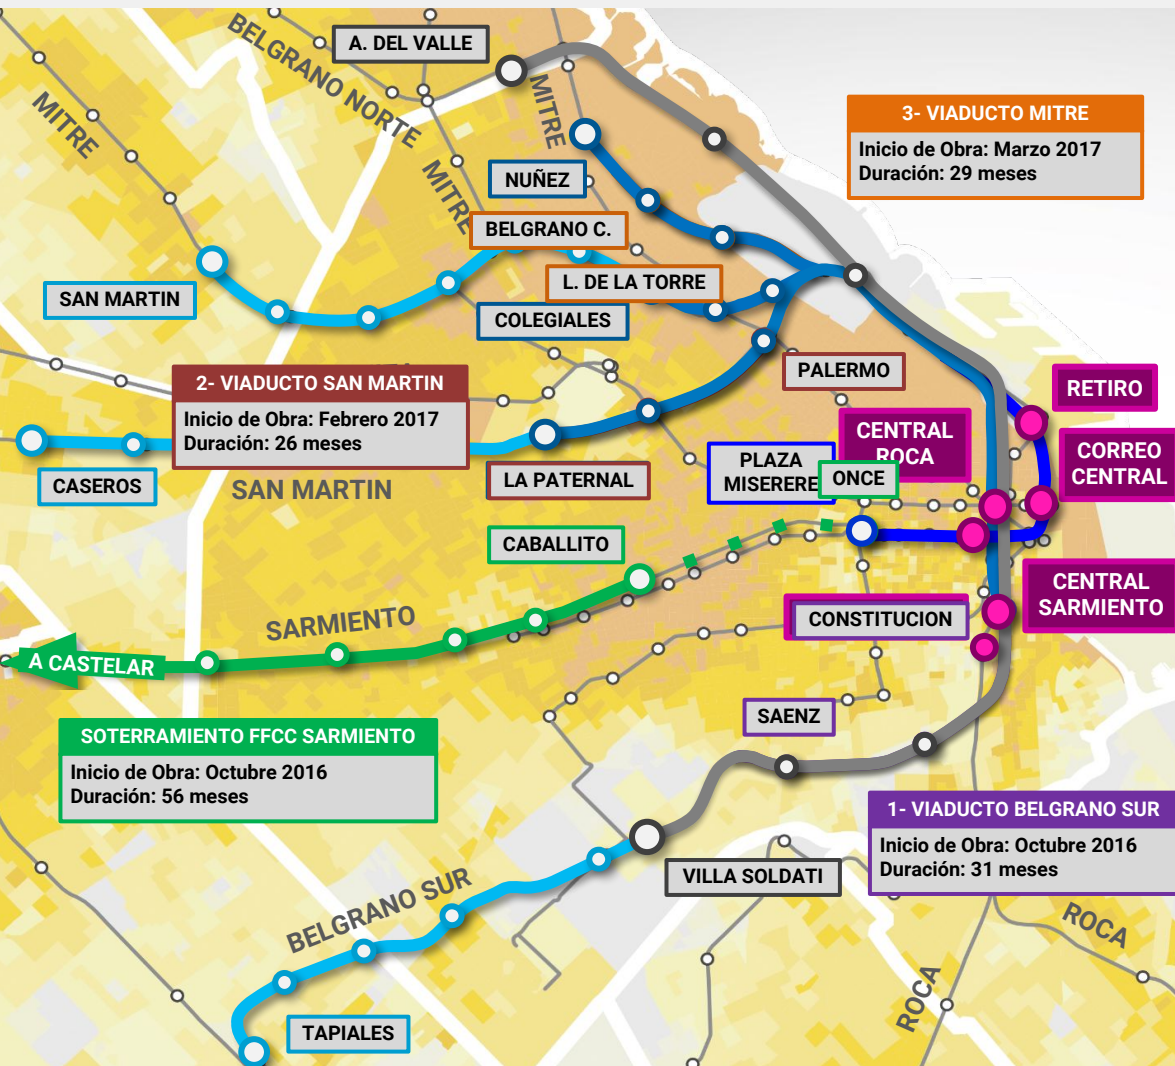 A. DEL VALLE
BELGRANO NORTE
MITRE
MITRE
MITRE
3- VIADUCTO MITRE
Inicio de Obra: Marzo 2017
Duración: 29 meses
NUÑEZ
BELGRANO C.
L. DE LA TORRE
SAN MARTIN
COLEGIALES
PALERMO
2- VIADUCTO SAN MARTIN
Inicio de Obra: Febrero 2017
Duración: 26 meses
RETIRO
CENTRAL
ROCA
CORREO
CENTRAL
PLAZA
MISERERE
ONCE
LA PATERNAL
CASEROS
SAN MARTIN
CABALLITO
CENTRAL
SARMIENTO
SARMIENTO
CONSTITUCION
A CASTELAR
SAENZ
SOTERRAMIENTO FFCC SARMIENTO
Inicio de Obra: Octubre 2016
Duración: 56 meses
1- VIADUCTO BELGRANO SUR
Inicio de Obra: Octubre 2016
Duración: 31 meses
VILLA SOLDATI
BELGRANO SUR
ROCA
ROCA
TAPIALES